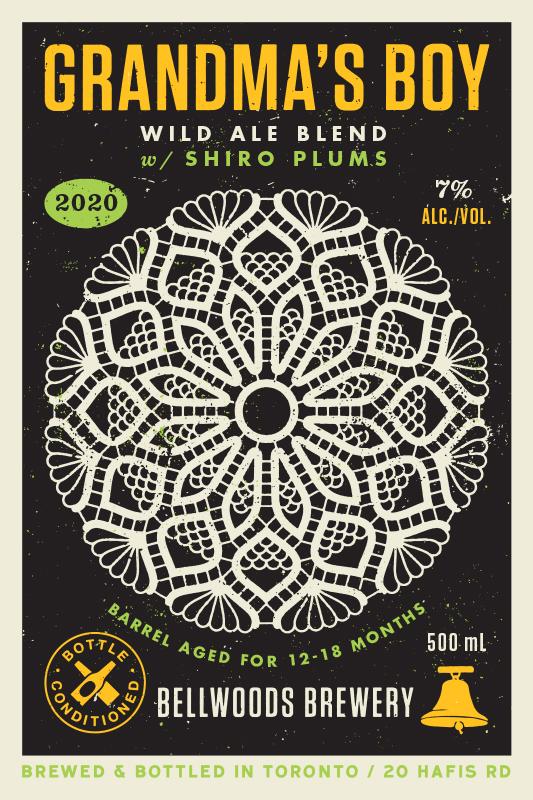 GRANDMA'S BOY
WILD ALE BLEND
w/ SHIRO PLUMS
2020
7%
ALC./VOL.
BARREL AGED FOR 12-18 MONTHS
500 mL
BOTTLE
CONDITIONED
BELLWOODS BREWERY
BREWED & BOTTLED IN TORONTO / 20 HAFIS RD